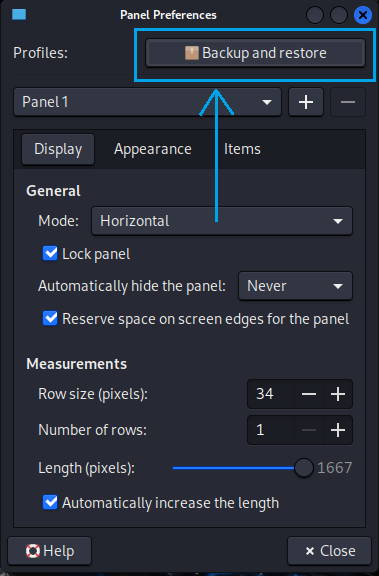 Panel Preferences
Profiles:
Backup and restore
Panel 1
Display Appearance Items
General
Mode: Horizontal
Lock panel
Automatically hide the panel: Never
Reserve space on screen edges for the panel
Measurements
Row size (pixels): 34
Number of rows: 1
Length (pixels): 1667
Automatically increase the length
Help
Close